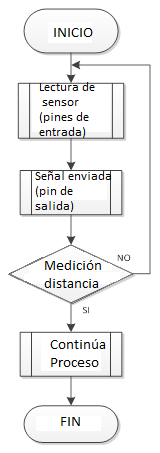 INICIO
Lectura de
sensor
(pines de
entrada)
Señal enviada
(pin de
salida)
Medición
distancia
NO
SI
Continúa
Proceso
FIN